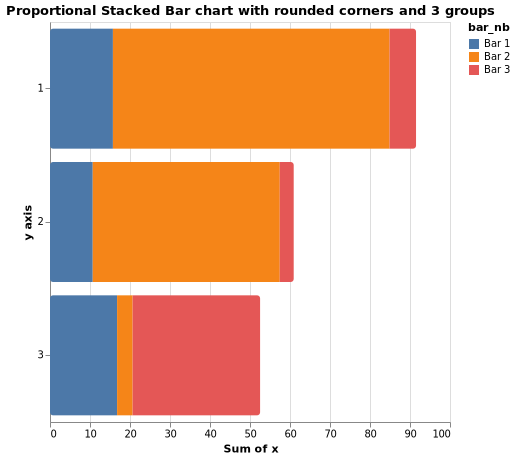 Proportional Stacked Bar chart with rounded corners and 3 groups
bar_nb
Bar 1
Bar 2
Bar 3
y axis
1
2
3
0 10 20 30 40 50 60 70 80 90 100
Sum of x